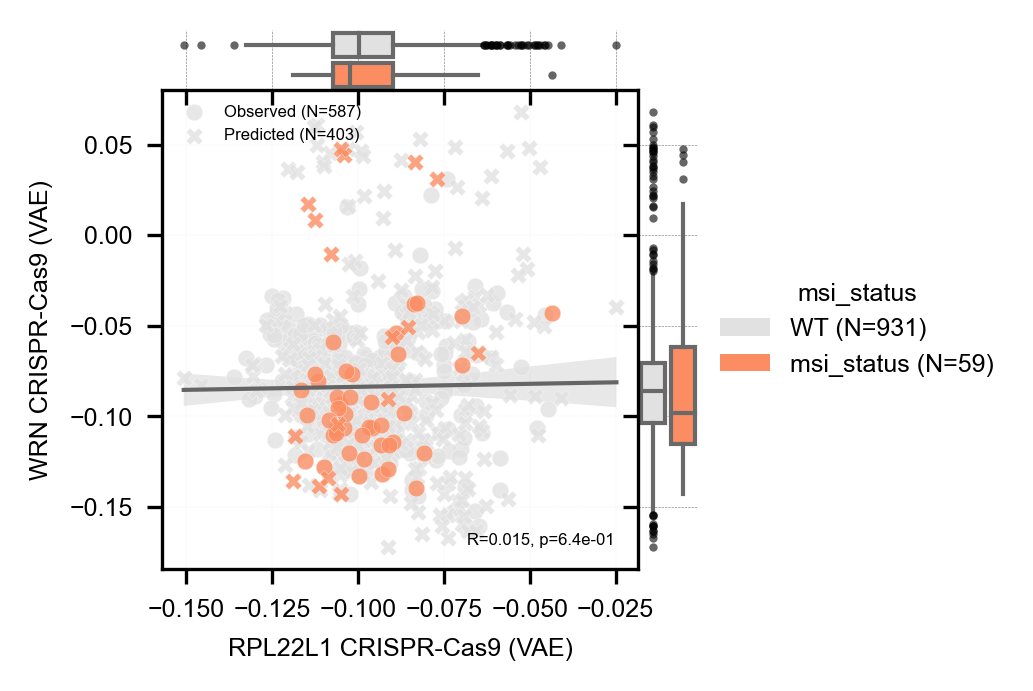 Observed (N=587)
Predicted (N=403)
0.05
0.00
−0.05
−0.10
−0.15
WRN CRISPR-Cas9 (VAE)
R=0.015, p=6.4e-01
−0.150 −0.125 −0.100 −0.075 −0.050 −0.025
RPL22L1 CRISPR-Cas9 (VAE)
msi_status
WT (N=931)
msi_status (N=59)